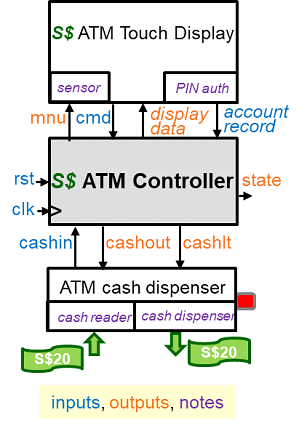 S$ ATM Touch Display
sensor PIN auth
mnu cmd display data account record
rst S$ ATM Controller state
clk
cashin cashout cashlt
ATM cash dispenser
cash reader cash dispenser
S$20 S$20
inputs, outputs, notes